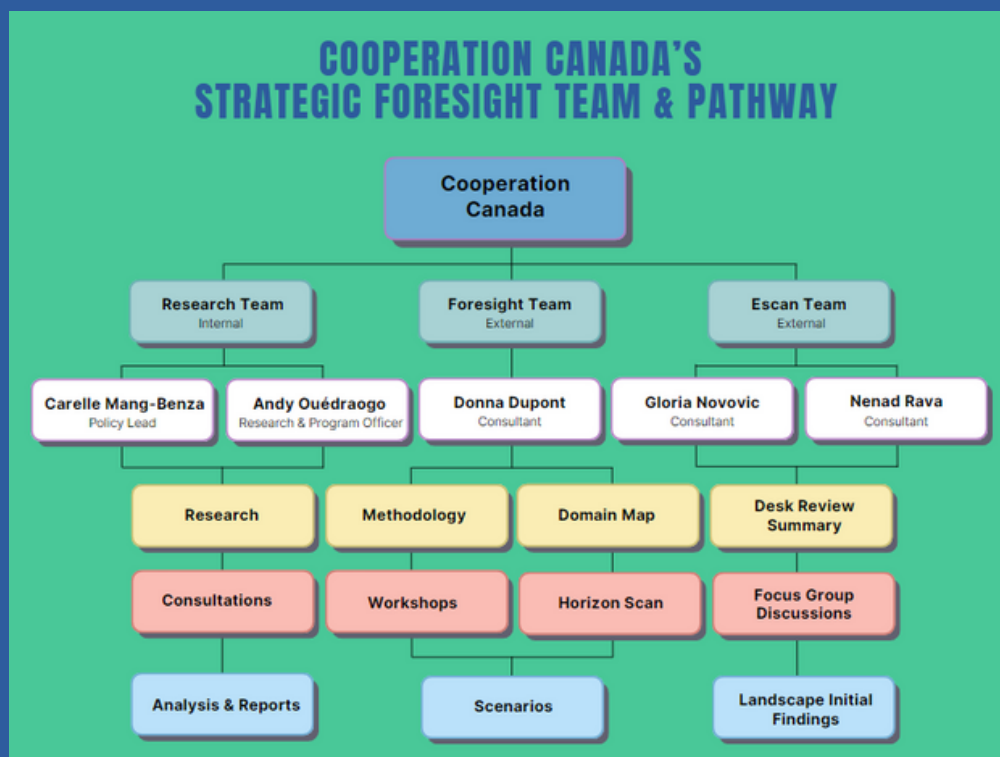 COOPERATION CANADA'S
STRATEGIC FORESIGHT TEAM & PATHWAY
Cooperation
Canada
Research Team
Internal
Foresight Team
External
Escan Team
External
Carelle Mang-Benza
Policy Lead
Andy Ouédraogo
Research & Program Officer
Donna Dupont
Consultant
Gloria Novovic
Consultant
Nenad Rava
Consultant
Research
Methodology
Domain Map
Desk Review
Summary
Consultations
Workshops
Horizon Scan
Focus Group
Discussions
Analysis & Reports
Scenarios
Landscape Initial
Findings